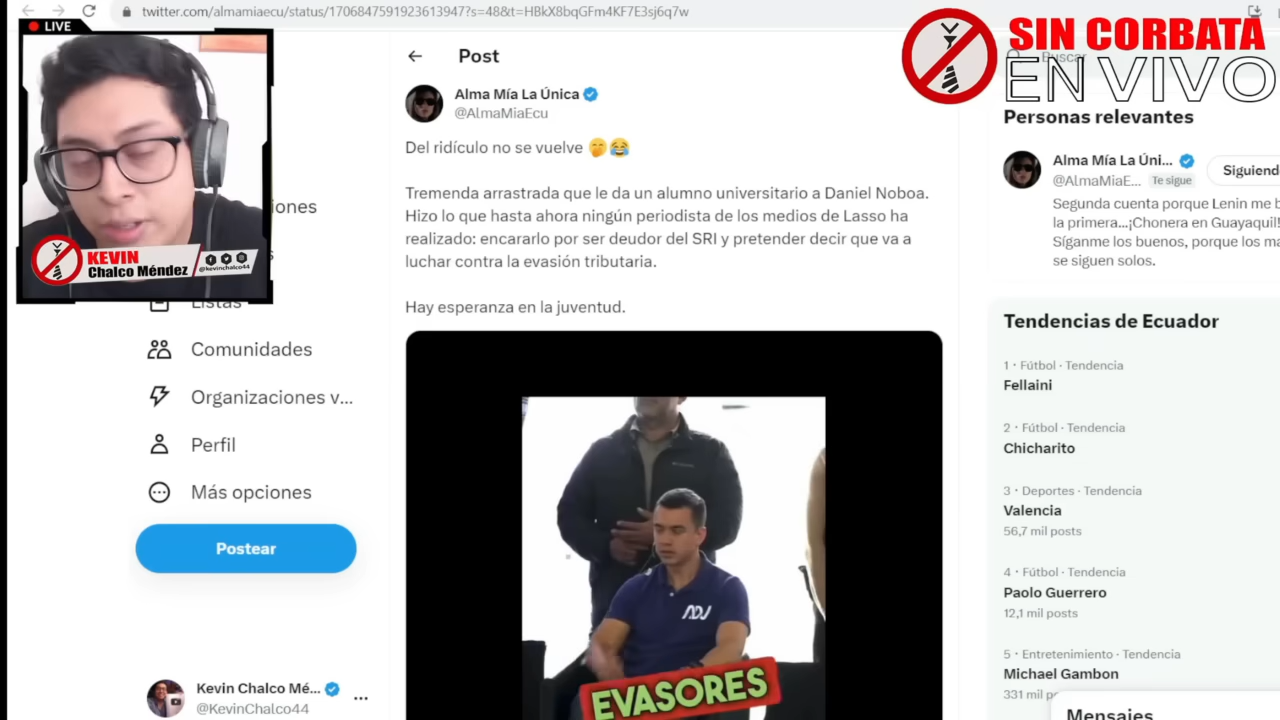 twitter.com/almamiaecu/status/1706847591923613947?s=48&t=HBkX8bqGFm4KF7E3sj6q7w
LIVE
SIN CORBATA
EN VIVO
Buscar
KEVIN
Chalco Méndez
@kevinchalco44
iones
s
Listas
Comunidades
Organizaciones v...
Perfil
Más opciones
Postear
Kevin Chalco Mé...
@KevinChalco44
Post
Alma Mía La Única
@AlmaMiaEcu
Del ridículo no se vuelve 🤭😂
Tremenda arrastrada que le da un alumno universitario a Daniel Noboa.
Hizo lo que hasta ahora ningún periodista de los medios de Lasso ha
realizado: encararlo por ser deudor del SRI y pretender decir que va a
luchar contra la evasión tributaria.
Hay esperanza en la juventud.
Columbia
ADN
EVASORES
Personas relevantes
Alma Mía La Úni...
@AlmaMiaE... Te sigue
Siguiend
Segunda cuenta porque Lenin me b
la primera...¡Chonera en Guayaquil!
Síganme los buenos, porque los ma
se siguen solos.
Tendencias de Ecuador
1 · Fútbol · Tendencia
Fellaini
2 · Fútbol · Tendencia
Chicharito
3 · Deportes · Tendencia
Valencia
56,7 mil posts
4 · Fútbol · Tendencia
Paolo Guerrero
12,1 mil posts
5 · Entretenimiento · Tendencia
Michael Gambon
331 mil p
Mensajes